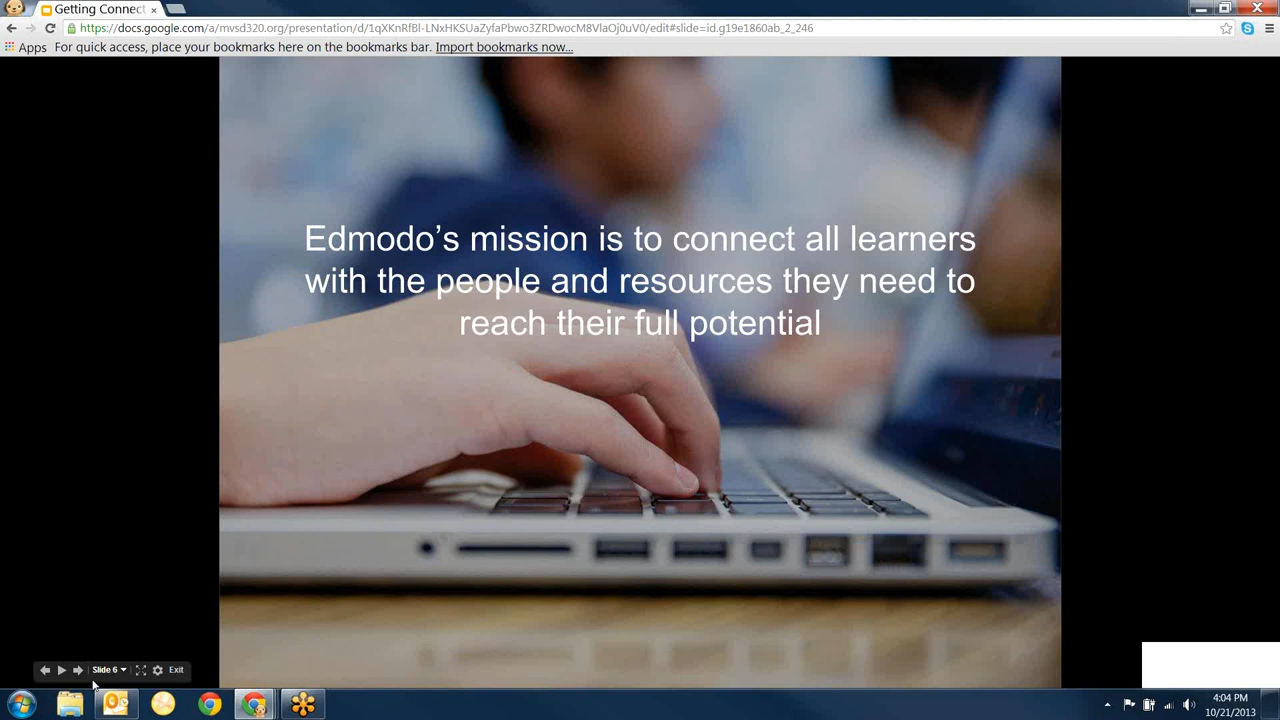 Getting Connect
https://docs.google.com/a/mvsd320.org/presentation/d/1qXKnRfBl-LNxHKSUaZyfaPbwo3ZRDwcM8VlaOj0uV0/edit#slide=id.g19e1860ab_2_246
Apps For quick access, place your bookmarks here on the bookmarks bar. Import bookmarks now...
Edmodo’s mission is to connect all learners
with the people and resources they need to
reach their full potential
Slide 6 Exit
4:04 PM
10/21/2013